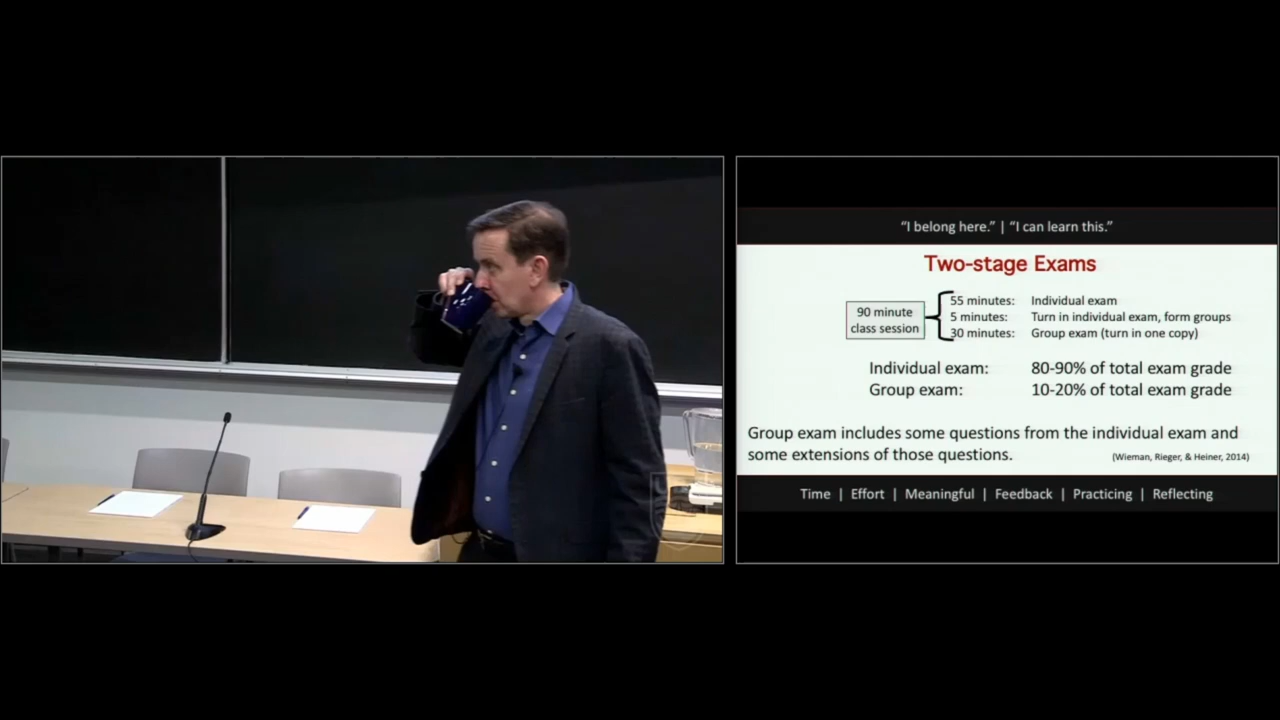 “I belong here.” | “I can learn this.”
Two-stage Exams
90 minute
class session
55 minutes: Individual exam
5 minutes: Turn in individual exam, form groups
30 minutes: Group exam (turn in one copy)
Individual exam: 80-90% of total exam grade
Group exam: 10-20% of total exam grade
Group exam includes some questions from the individual exam and
some extensions of those questions. (Wieman, Rieger, & Heiner, 2014)
Time | Effort | Meaningful | Feedback | Practicing | Reflecting